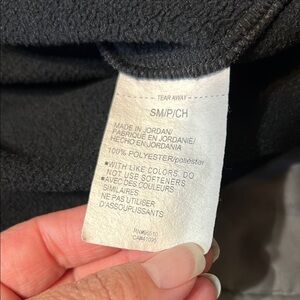 TEAR AWAY
SM/P/CH
MADE IN JORDAN/
FABRIQUE EN JORDANIE/
HECHO EN JORDANIA
100% POLYESTER/poliéster
*WITH LIKE COLORS. DO
NOT USE SOFTENERS
*AVEC DES COULEURS
SIMILAIRES
NE PAS UTILISER
D'ASSOUPLISSANTS